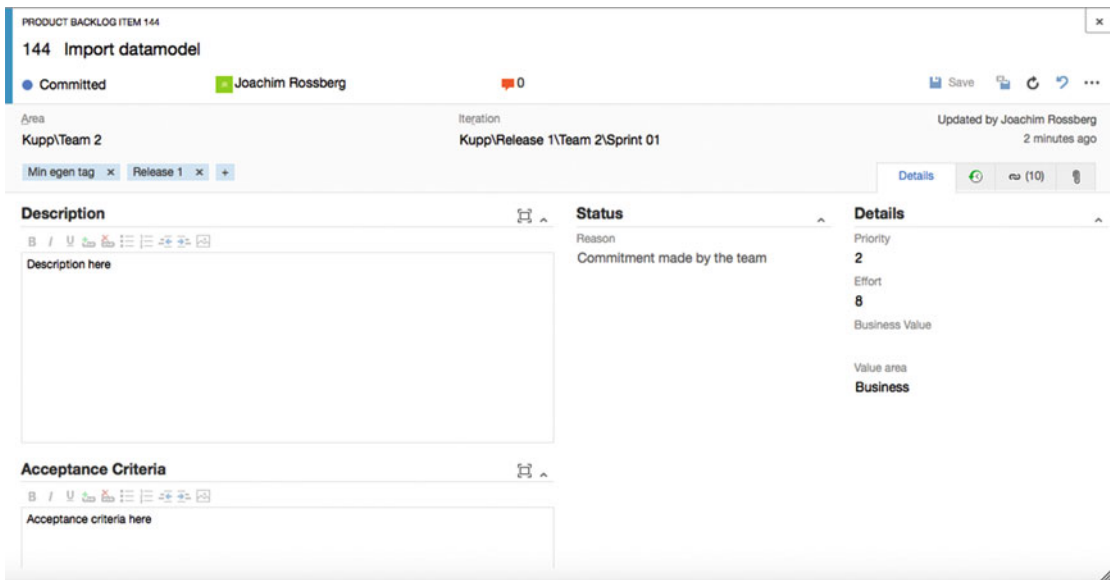 PRODUCT BACKLOG ITEM 144
144 Import datamodel
Committed
Joachim Rossberg
0
Save
Area
Kupp\Team 2
Iteration
Kupp\Release 1\Team 2\Sprint 01
Updated by Joachim Rossberg
2 minutes ago
Min egen tag ×
Release 1 ×
+
Details
(10)
Description
B I U
Description here
Acceptance Criteria
B I U
Acceptance criteria here
Status
Reason
Commitment made by the team
Details
Priority
2
Effort
8
Business Value
Value area
Business